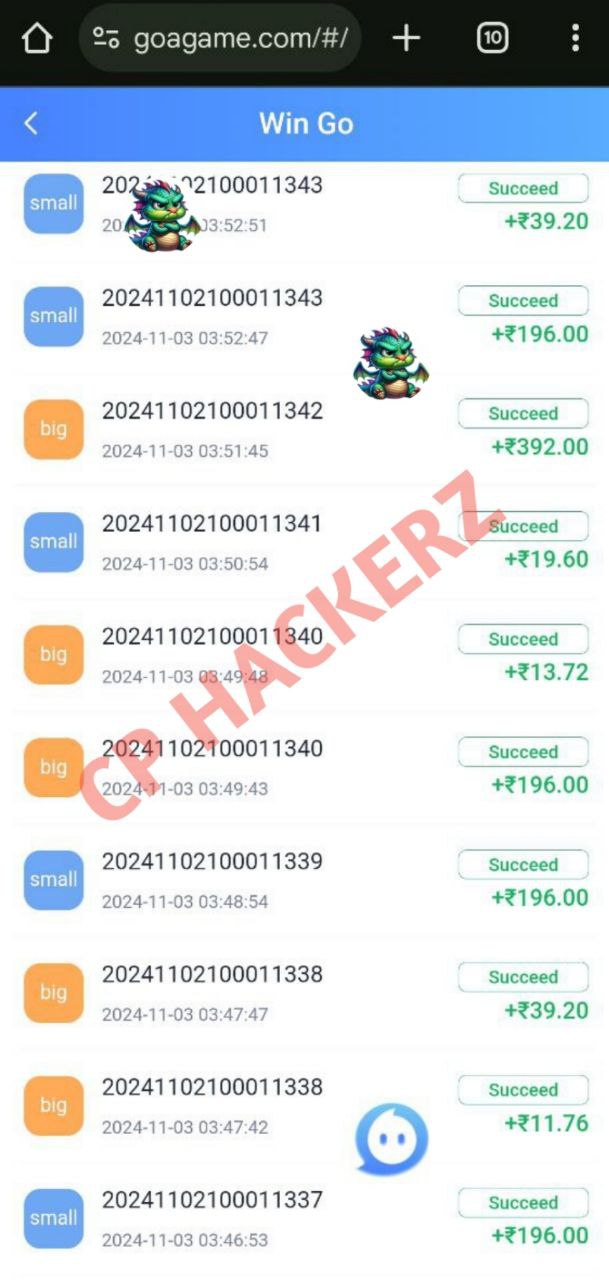 goagame.com/#/
10
Win Go
small
202 02100011343
Succeed
20 03:52:51
+₹39.20
small
20241102100011343
Succeed
2024-11-03 03:52:47
+₹196.00
big
20241102100011342
Succeed
2024-11-03 03:51:45
+₹392.00
small
20241102100011341
Succeed
2024-11-03 03:50:54
+₹19.60
big
20241102100011340
Succeed
2024-11-03 03:49:48
+₹13.72
big
20241102100011340
Succeed
2024-11-03 03:49:43
+₹196.00
small
20241102100011339
Succeed
2024-11-03 03:48:54
+₹196.00
big
20241102100011338
Succeed
2024-11-03 03:47:47
+₹39.20
big
20241102100011338
Succeed
2024-11-03 03:47:42
+₹11.76
small
20241102100011337
Succeed
2024-11-03 03:46:53
+₹196.00
CP HACKERZ